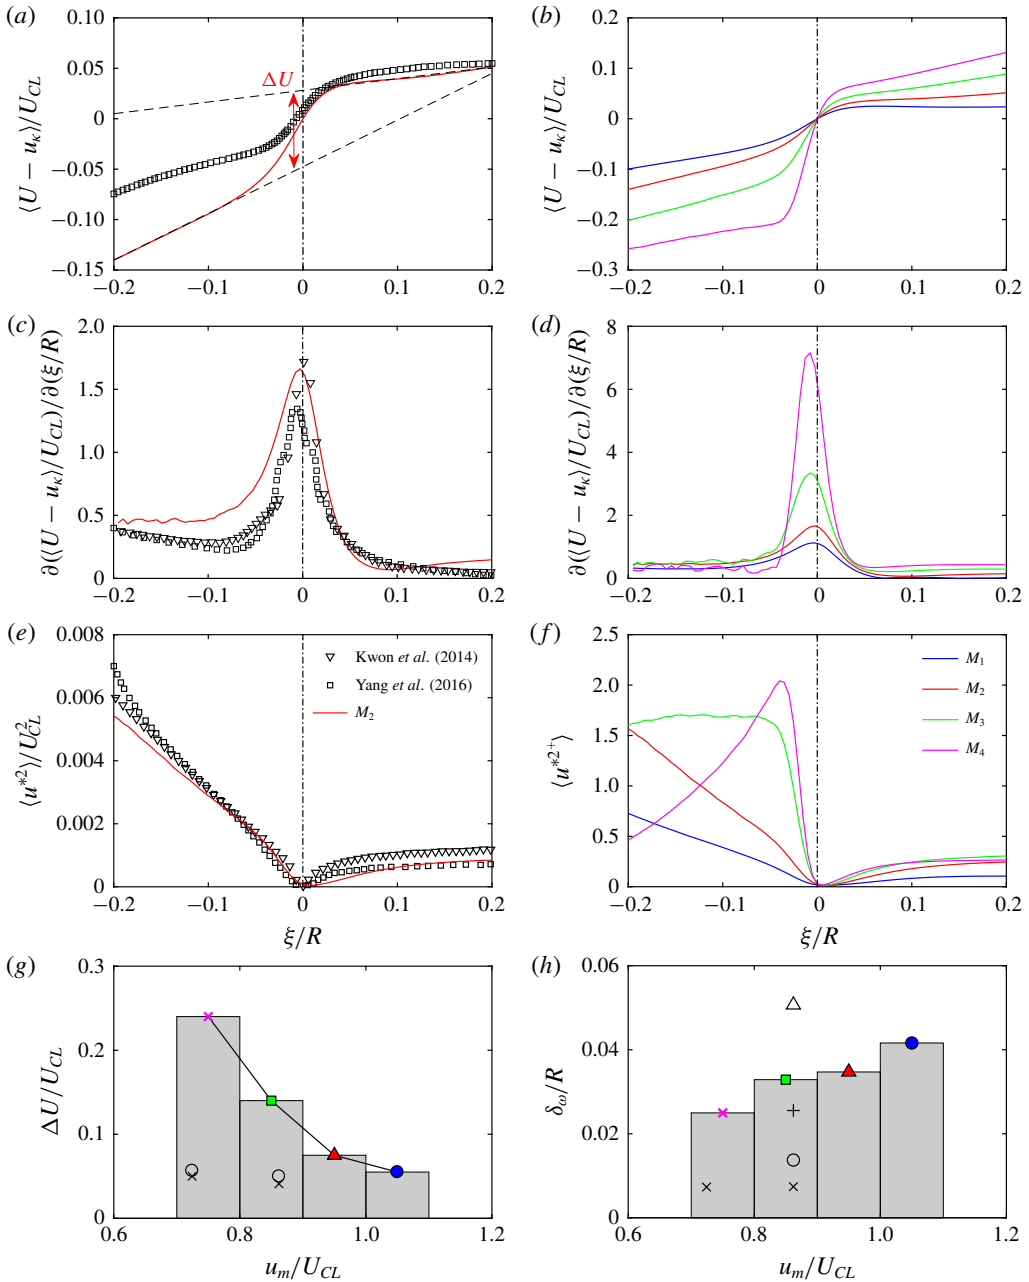 (a)
0.10
0.05
0
−0.05
−0.10
−0.15
⟨U − u_κ⟩/U_CL
ΔU
−0.2 −0.1 0 0.1 0.2
(b)
0.2
0.1
0
−0.1
−0.2
−0.3
⟨U − u_κ⟩/U_CL
−0.2 −0.1 0 0.1 0.2
(c)
2.0
1.5
1.0
0.5
0
∂(⟨U − u_κ⟩/U_CL)/∂(ξ/R)
−0.2 −0.1 0 0.1 0.2
(d)
8
6
4
2
0
∂(⟨U − u_κ⟩/U_CL)/∂(ξ/R)
−0.2 −0.1 0 0.1 0.2
(e)
0.008
0.006
0.004
0.002
0
⟨u*²⟩/U²_CL
Kwon et al. (2014)
Yang et al. (2016)
M₂
−0.2 −0.1 0 0.1 0.2
ξ/R
(f)
2.5
2.0
1.5
1.0
0.5
0
⟨u*²⁺⟩
M₁
M₂
M₃
M₄
−0.2 −0.1 0 0.1 0.2
ξ/R
(g)
0.3
0.2
0.1
0
ΔU/U_CL
0.6 0.8 1.0 1.2
u_m/U_CL
(h)
0.06
0.04
0.02
0
δ_ω/R
0.6 0.8 1.0 1.2
u_m/U_CL